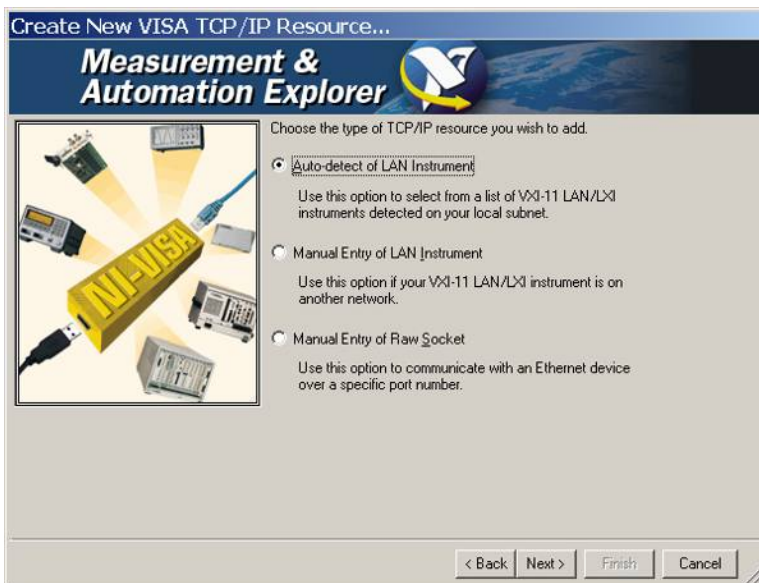 Create New VISA TCP/IP Resource...
Measurement &
Automation Explorer
NI-VISA
Choose the type of TCP/IP resource you wish to add.
Auto-detect of LAN Instrument
Use this option to select from a list of VXI-11 LAN/LXI
instruments detected on your local subnet.
Manual Entry of LAN Instrument
Use this option if your VXI-11 LAN/LXI instrument is on
another network.
Manual Entry of Raw Socket
Use this option to communicate with an Ethernet device
over a specific port number.
< Back
Next >
Finish
Cancel